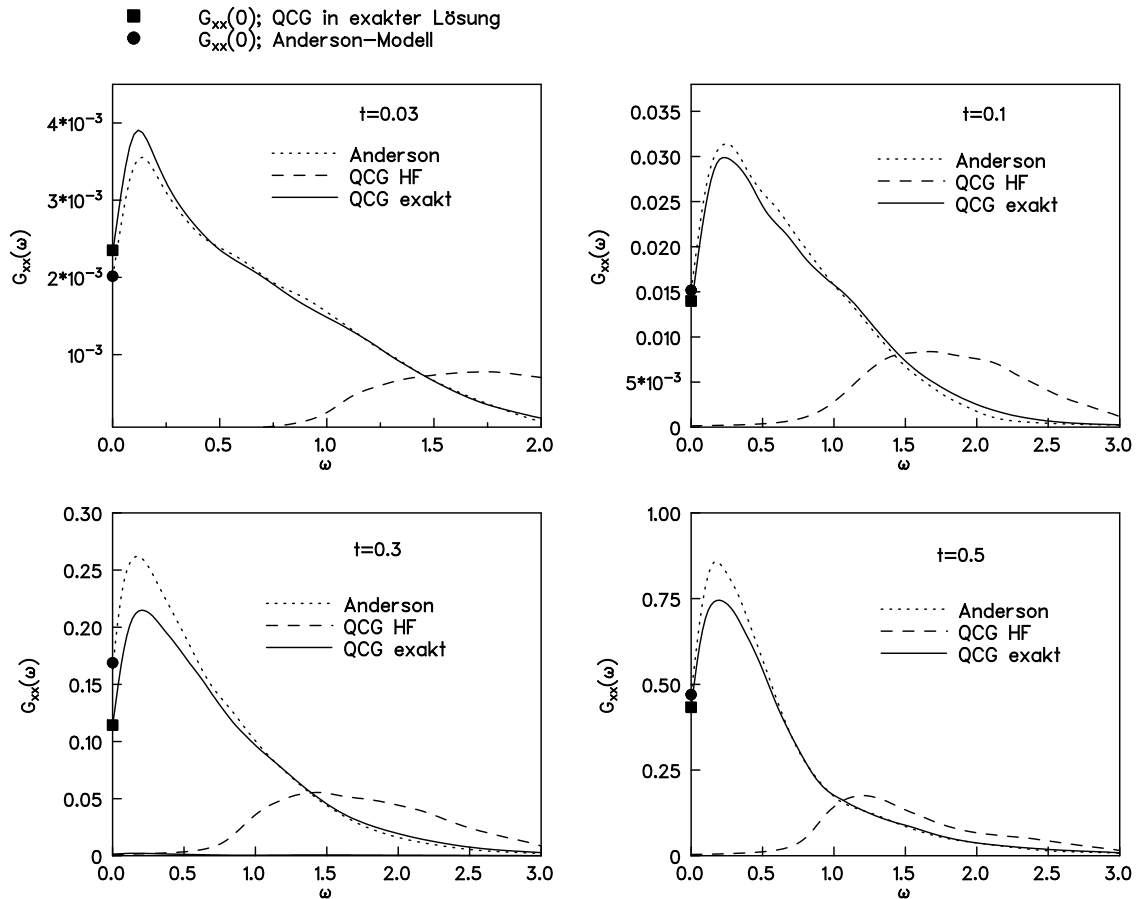 G_xx(0); QCG in exakter Lösung
G_xx(0); Anderson-Modell
t=0.03
Anderson
QCG HF
QCG exakt
4*10^-3
3*10^-3
2*10^-3
10^-3
G_xx(ω)
0.0 0.5 1.0 1.5 2.0
ω
t=0.1
Anderson
QCG HF
QCG exakt
0.035
0.030
0.025
0.020
0.015
0.010
5*10^-3
0
G_xx(ω)
0.0 0.5 1.0 1.5 2.0 2.5 3.0
ω
t=0.3
Anderson
QCG HF
QCG exakt
0.30
0.25
0.20
0.15
0.10
0.05
0
G_xx(ω)
0.0 0.5 1.0 1.5 2.0 2.5 3.0
ω
t=0.5
Anderson
QCG HF
QCG exakt
1.00
0.75
0.50
0.25
0
G_xx(ω)
0.0 0.5 1.0 1.5 2.0 2.5 3.0
ω